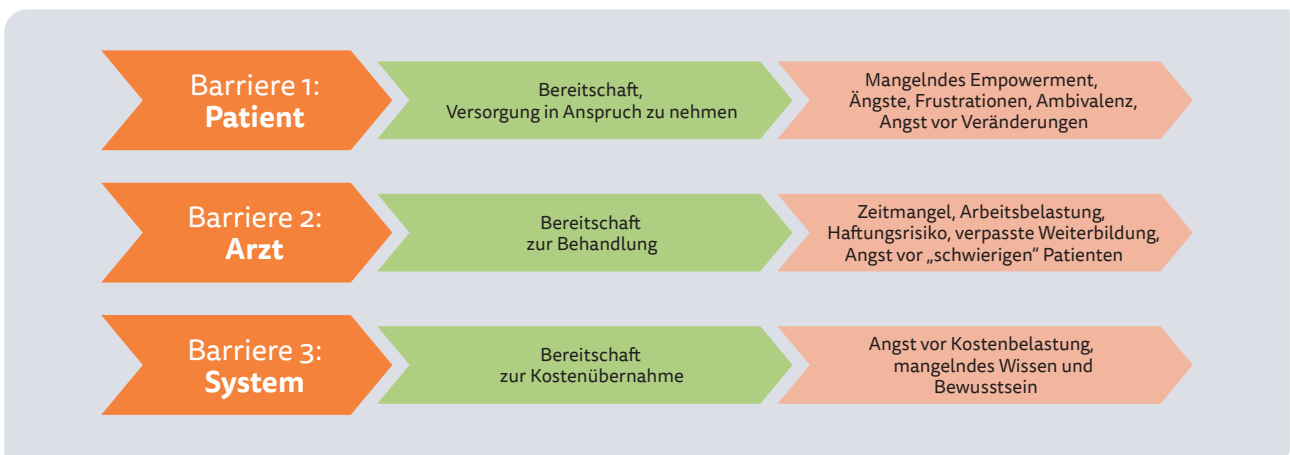 Barriere 1:
Patient
Bereitschaft,
Versorgung in Anspruch zu nehmen
Mangelndes Empowerment,
Ängste, Frustrationen, Ambivalenz,
Angst vor Veränderungen
Barriere 2:
Arzt
Bereitschaft
zur Behandlung
Zeitmangel, Arbeitsbelastung,
Haftungsrisiko, verpasste Weiterbildung,
Angst vor „schwierigen“ Patienten
Barriere 3:
System
Bereitschaft
zur Kostenübernahme
Angst vor Kostenbelastung,
mangelndes Wissen und
Bewusstsein